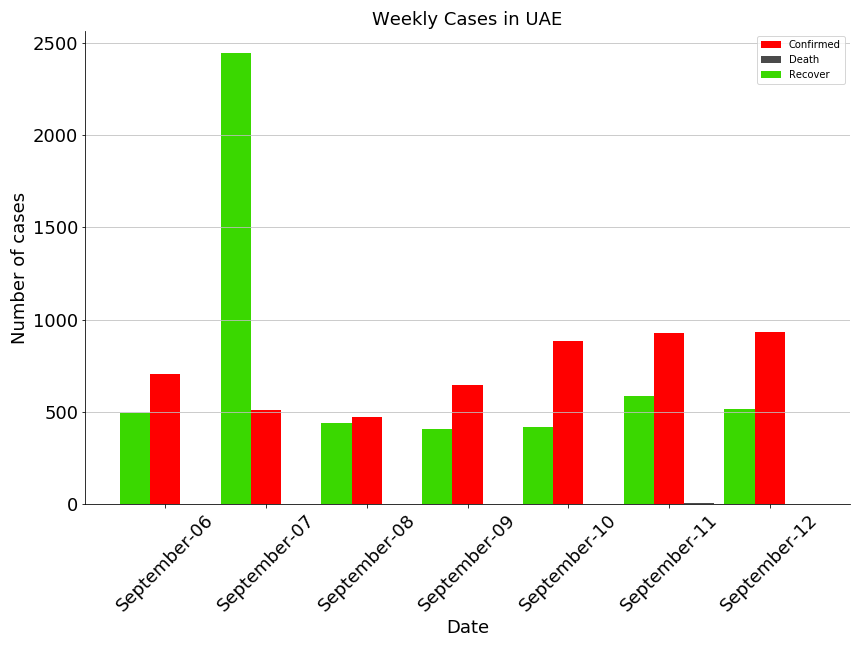 Weekly Cases in UAE
Confirmed
Death
Recover
Number of cases
2500
2000
1500
1000
500
0
September-06
September-07
September-08
September-09
September-10
September-11
September-12
Date